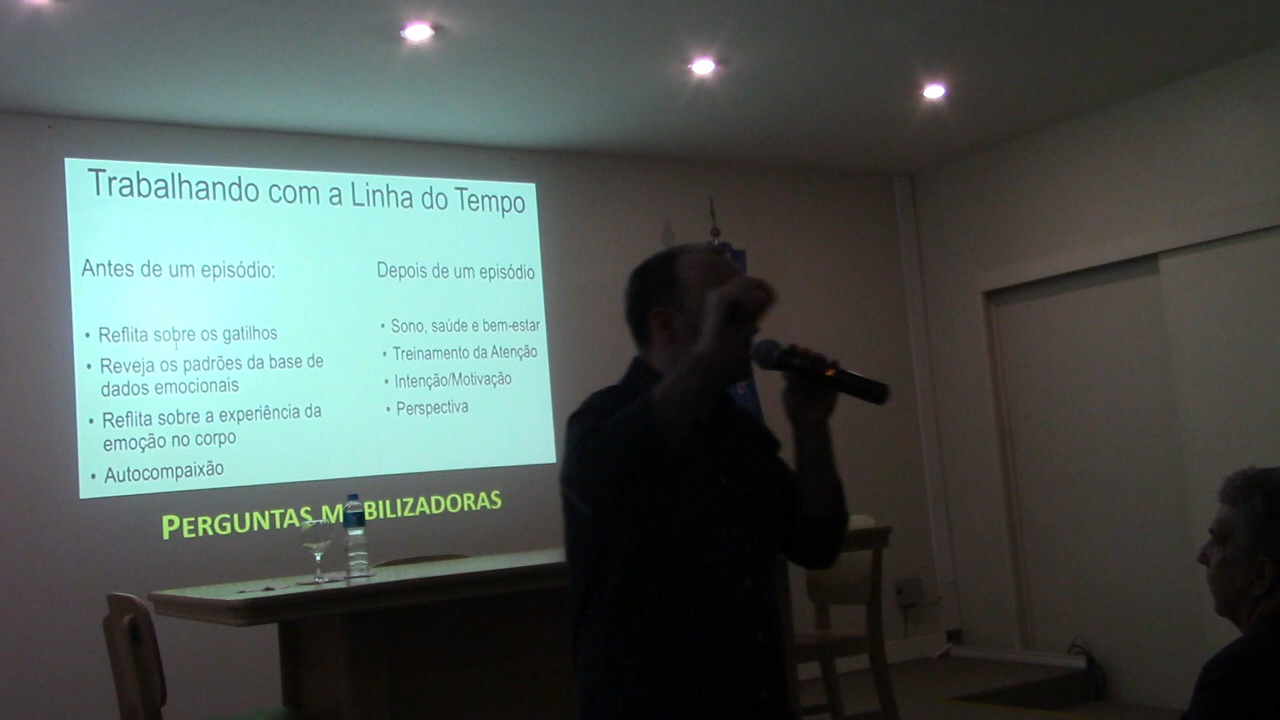 Trabalhando com a Linha do Tempo
Antes de um episódio:
• Reflita sobre os gatilhos
• Reveja os padrões da base de
dados emocionais
• Reflita sobre a experiência da
emoção no corpo
• Autocompaixão
Depois de um episódio
• Sono, saúde e bem-estar
• Treinamento da Atenção
• Intenção/Motivação
• Perspectiva
PERGUNTAS MOBILIZADORAS